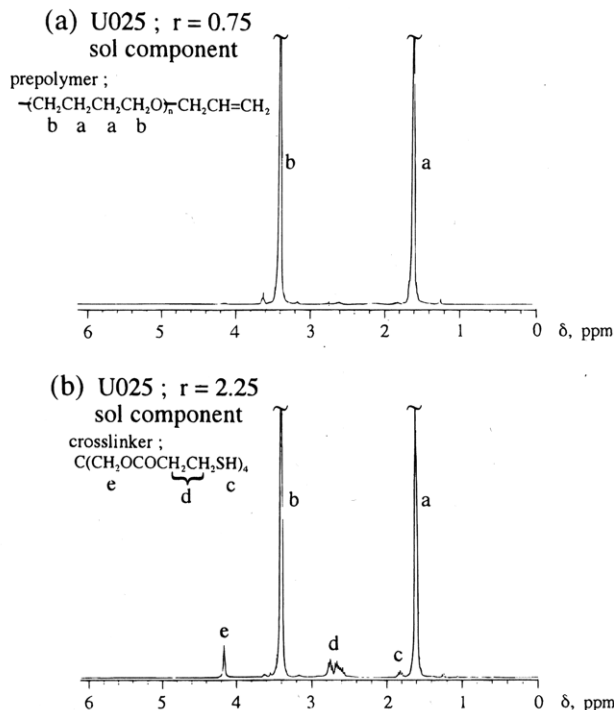 (a) U025 ; r = 0.75
sol component
prepolymer ;
-(CH₂CH₂CH₂CH₂O)ₙ-CH₂CH=CH₂
b a a b
b
a
6 5 4 3 2 1 0 δ, ppm
(b) U025 ; r = 2.25
sol component
crosslinker ;
C(CH₂OCOCH₂CH₂SH)₄
e d c
b
a
e
d
c
6 5 4 3 2 1 0 δ, ppm